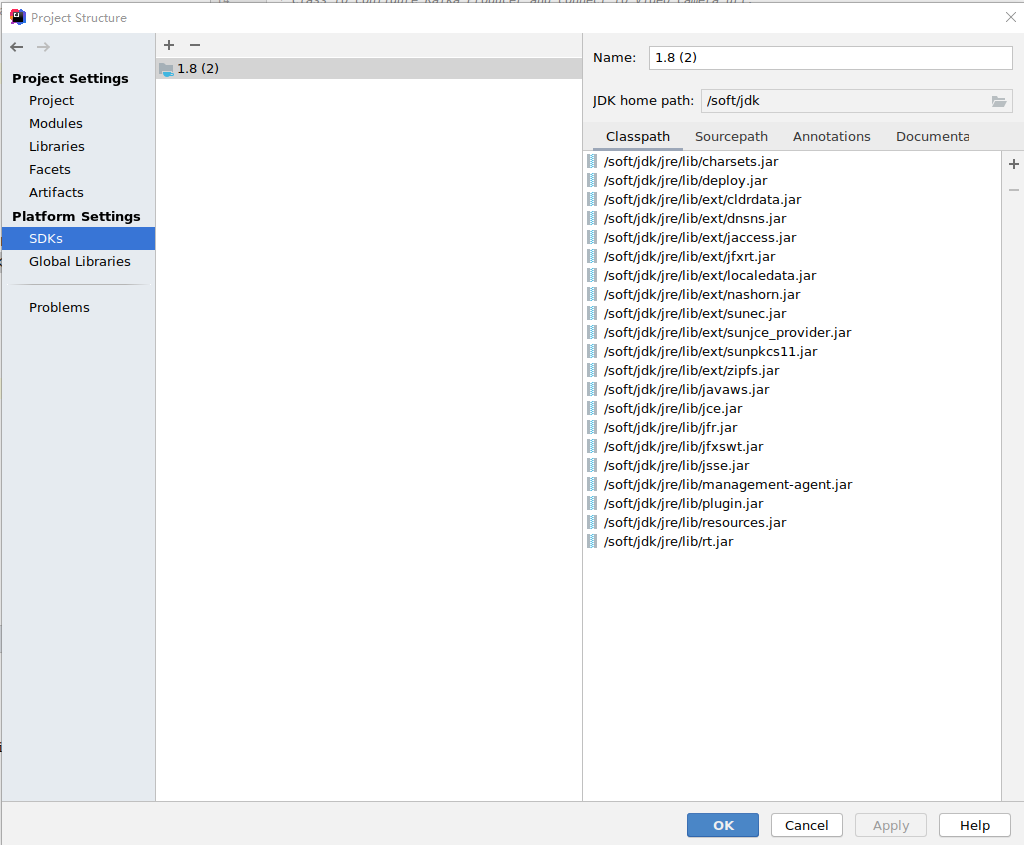 Project Structure
Project Settings
Project
Modules
Libraries
Facets
Artifacts
Platform Settings
SDKs
Global Libraries
Problems
1.8 (2)
Name: 1.8 (2)
JDK home path: /soft/jdk
Classpath Sourcepath Annotations Documenta
/soft/jdk/jre/lib/charsets.jar
/soft/jdk/jre/lib/deploy.jar
/soft/jdk/jre/lib/ext/cldrdata.jar
/soft/jdk/jre/lib/ext/dnsns.jar
/soft/jdk/jre/lib/ext/jaccess.jar
/soft/jdk/jre/lib/ext/jfxrt.jar
/soft/jdk/jre/lib/ext/localedata.jar
/soft/jdk/jre/lib/ext/nashorn.jar
/soft/jdk/jre/lib/ext/sunec.jar
/soft/jdk/jre/lib/ext/sunjce_provider.jar
/soft/jdk/jre/lib/ext/sunpkcs11.jar
/soft/jdk/jre/lib/ext/zipfs.jar
/soft/jdk/jre/lib/javaws.jar
/soft/jdk/jre/lib/jce.jar
/soft/jdk/jre/lib/jfr.jar
/soft/jdk/jre/lib/jfxswt.jar
/soft/jdk/jre/lib/jsse.jar
/soft/jdk/jre/lib/management-agent.jar
/soft/jdk/jre/lib/plugin.jar
/soft/jdk/jre/lib/resources.jar
/soft/jdk/jre/lib/rt.jar
OK Cancel Apply Help